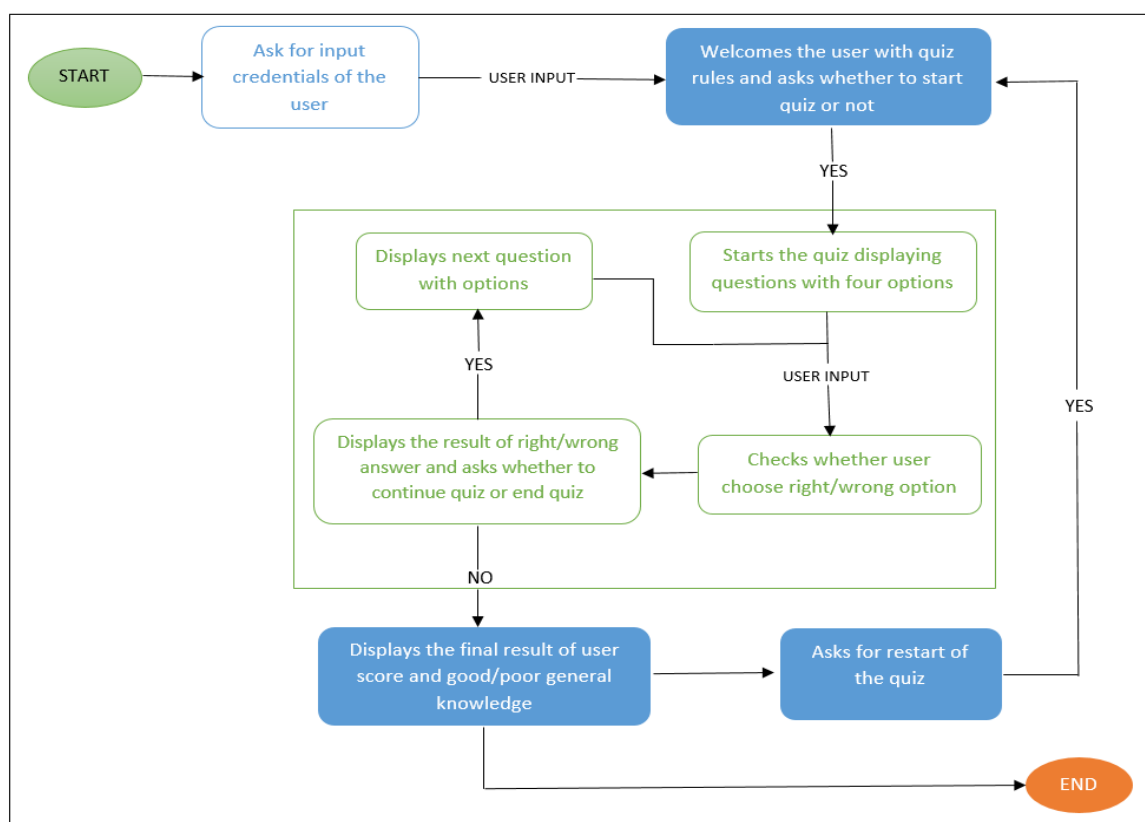 START
Ask for input
credentials of the
user
USER INPUT
Welcomes the user with quiz
rules and asks whether to start
quiz or not
YES
Displays next question
with options
Starts the quiz displaying
questions with four options
YES
USER INPUT
YES
Displays the result of right/wrong
answer and asks whether to
continue quiz or end quiz
Checks whether user
choose right/wrong option
NO
Displays the final result of user
score and good/poor general
knowledge
Asks for restart of
the quiz
END